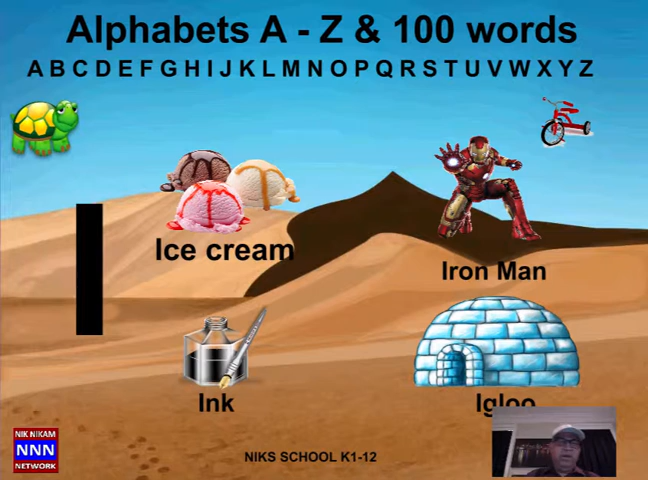 Alphabets A - Z & 100 words
A B C D E F G H I J K L M N O P Q R S T U V W X Y Z
I
Ice cream
Iron Man
Ink
Igloo
NIK NIKAM
NNN
NETWORK
NIKS SCHOOL K1-12